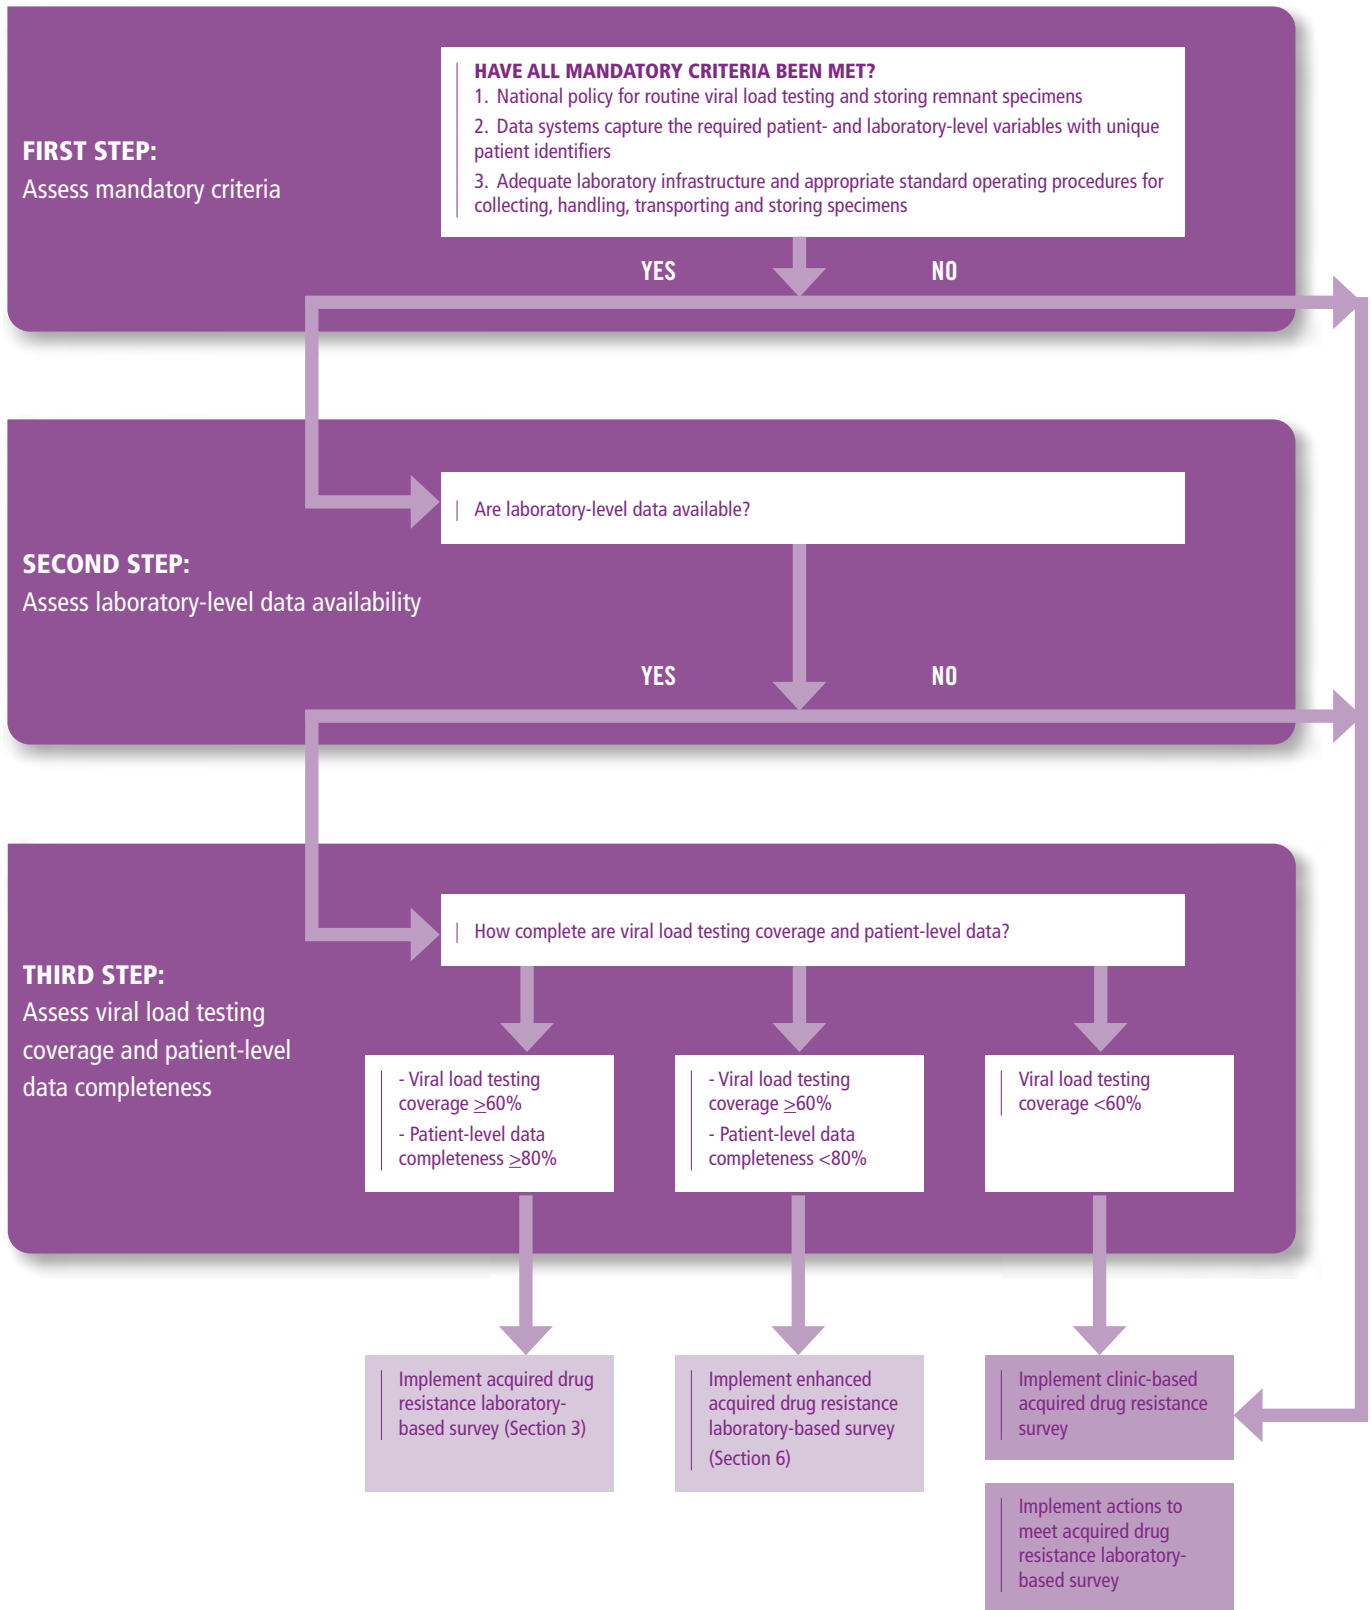 HAVE ALL MANDATORY CRITERIA BEEN MET?
1. National policy for routine viral load testing and storing remnant specimens
2. Data systems capture the required patient- and laboratory-level variables with unique
patient identifiers
3. Adequate laboratory infrastructure and appropriate standard operating procedures for
collecting, handling, transporting and storing specimens
FIRST STEP:
Assess mandatory criteria
YES
NO
Are laboratory-level data available?
SECOND STEP:
Assess laboratory-level data availability
YES
NO
How complete are viral load testing coverage and patient-level data?
THIRD STEP:
Assess viral load testing
coverage and patient-level
data completeness
- Viral load testing
coverage ≥60%
- Patient-level data
completeness ≥80%
- Viral load testing
coverage ≥60%
- Patient-level data
completeness <80%
Viral load testing
coverage <60%
Implement acquired drug
resistance laboratory-
based survey (Section 3)
Implement enhanced
acquired drug resistance
laboratory-based survey
(Section 6)
Implement clinic-based
acquired drug resistance
survey
Implement actions to
meet acquired drug
resistance laboratory-
based survey